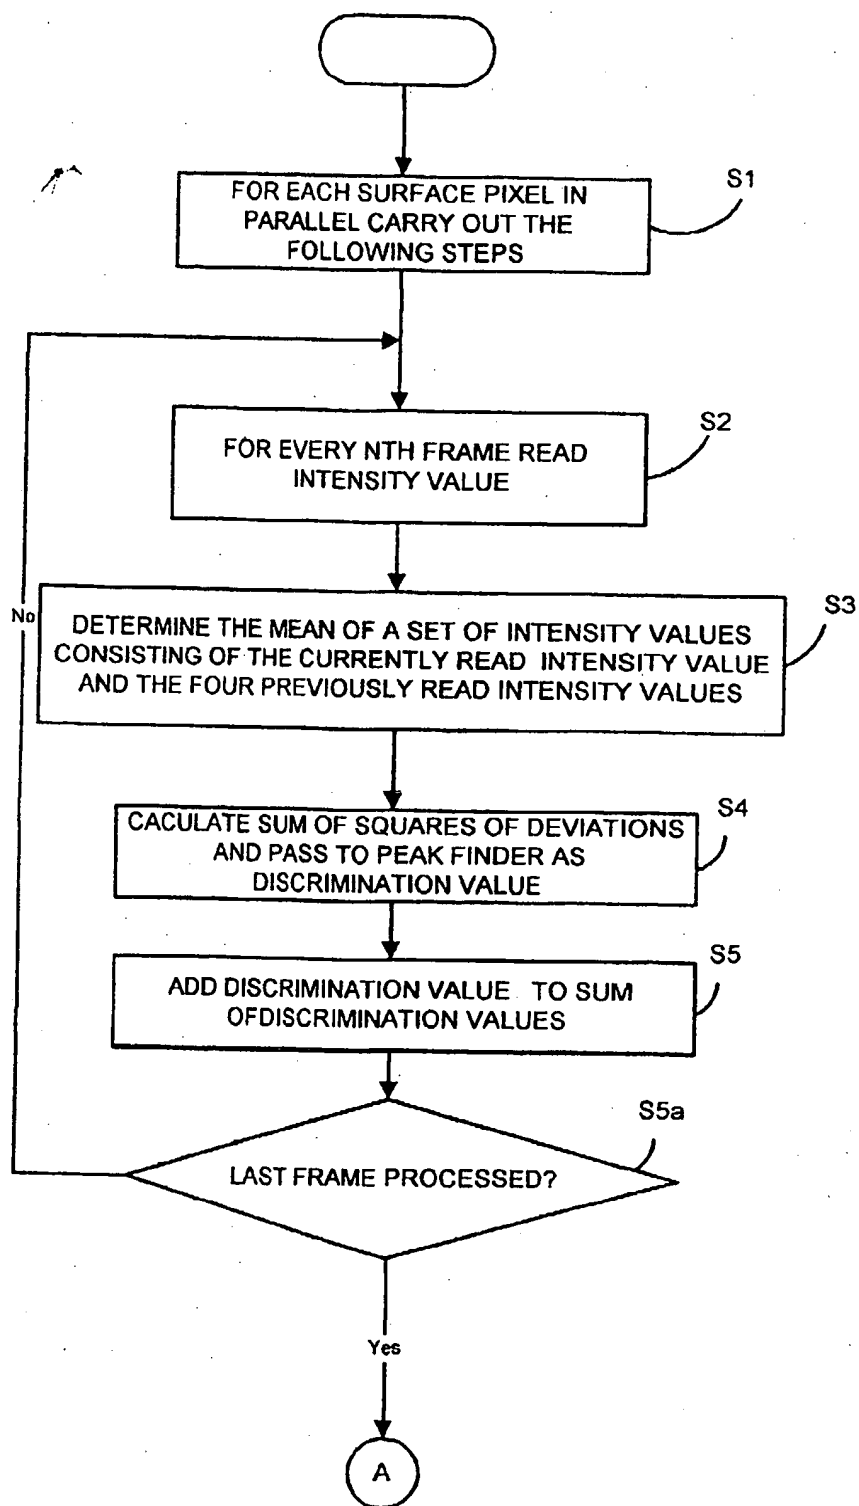 FOR EACH SURFACE PIXEL IN
PARALLEL CARRY OUT THE
FOLLOWING STEPS
S1
FOR EVERY NTH FRAME READ
INTENSITY VALUE
S2
No
DETERMINE THE MEAN OF A SET OF INTENSITY VALUES
CONSISTING OF THE CURRENTLY READ INTENSITY VALUE
AND THE FOUR PREVIOUSLY READ INTENSITY VALUES
S3
CACULATE SUM OF SQUARES OF DEVIATIONS
AND PASS TO PEAK FINDER AS
DISCRIMINATION VALUE
S4
ADD DISCRIMINATION VALUE TO SUM
OFDISCRIMINATION VALUES
S5
LAST FRAME PROCESSED?
S5a
Yes
A